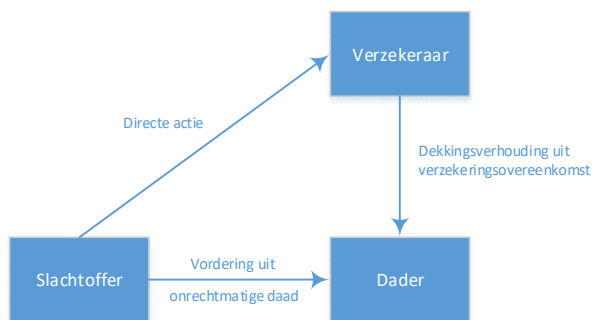 Verzekeraar
Directe actie
Dekkingsverhouding uit
verzekeringsovereenkomst
Slachtoffer
Vordering uit
onrechtmatige daad
Dader